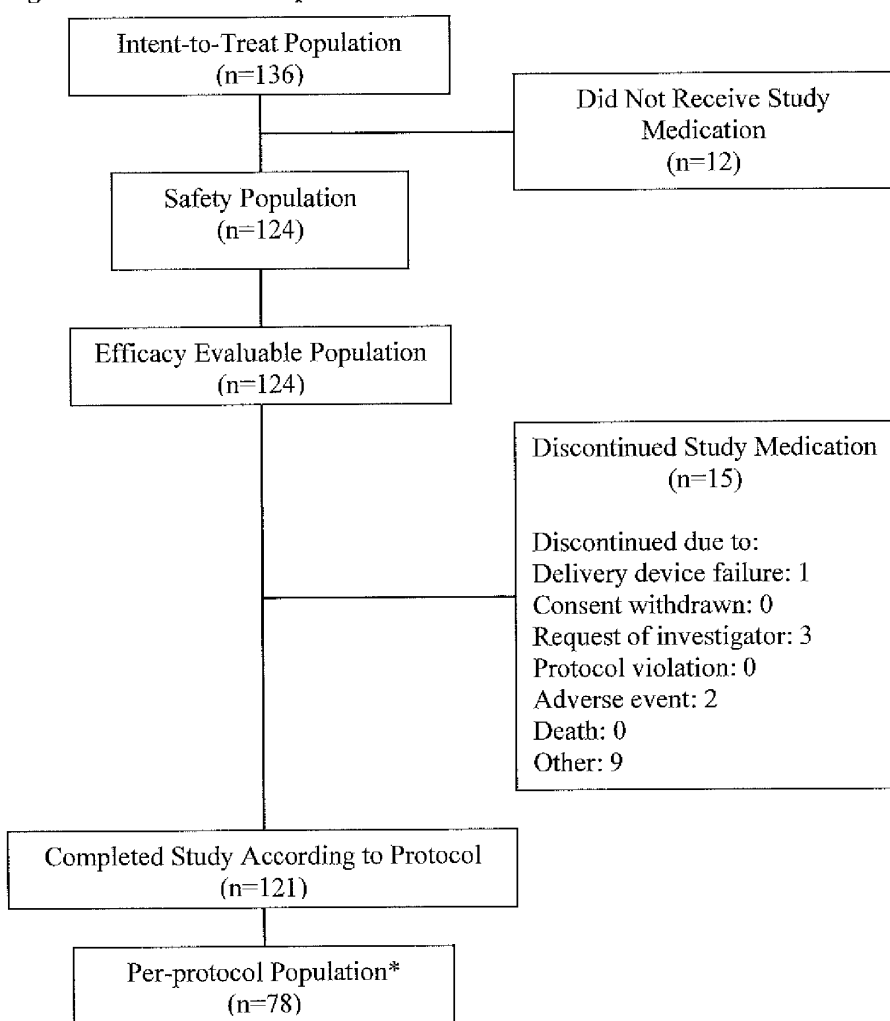 Intent-to-Treat Population
(n=136)
Did Not Receive Study
Medication
(n=12)
Safety Population
(n=124)
Efficacy Evaluable Population
(n=124)
Discontinued Study Medication
(n=15)
Discontinued due to:
Delivery device failure: 1
Consent withdrawn: 0
Request of investigator: 3
Protocol violation: 0
Adverse event: 2
Death: 0
Other: 9
Completed Study According to Protocol
(n=121)
Per-protocol Population*
(n=78)